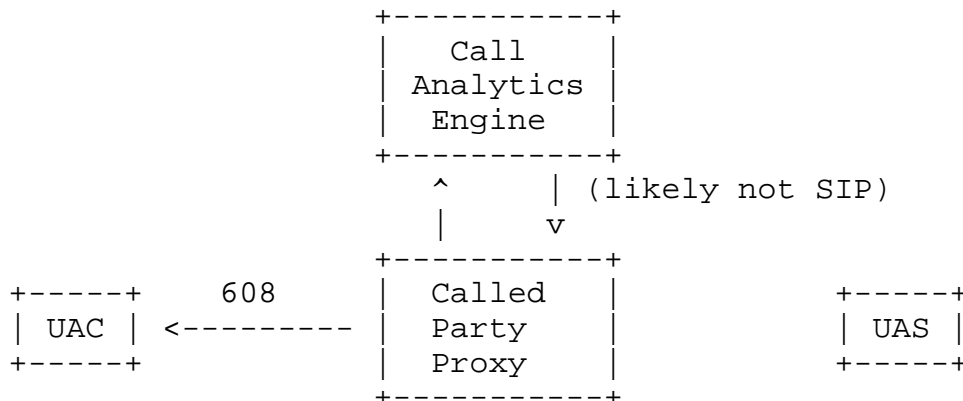 +-----------+
|   Call    |
| Analytics |
|  Engine   |
+-----------+
^     | (likely not SIP)
|     v
+-----------+
+-----+    608    |  Called   |           +-----+
| UAC | <--------- |  Party    |           | UAS |
+-----+           |  Proxy    |           +-----+
+-----------+